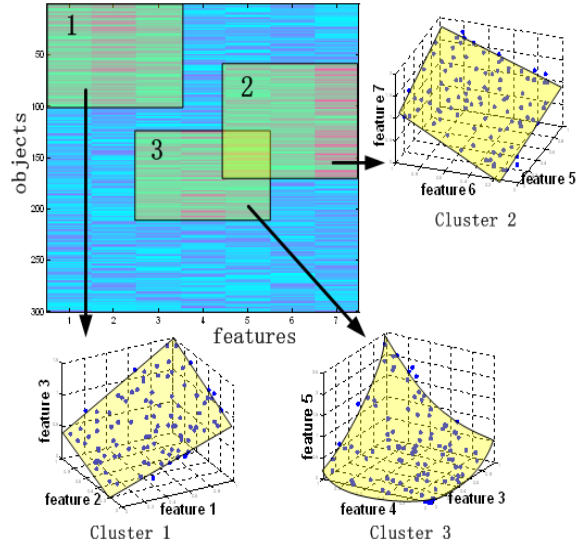 0
50
100
150
200
250
300
objects
1
2
3
1 2 3 4 5 6 7
features
feature 7
feature 6
feature 5
Cluster 2
feature 3
feature 2
feature 1
Cluster 1
feature 5
feature 4
feature 3
Cluster 3